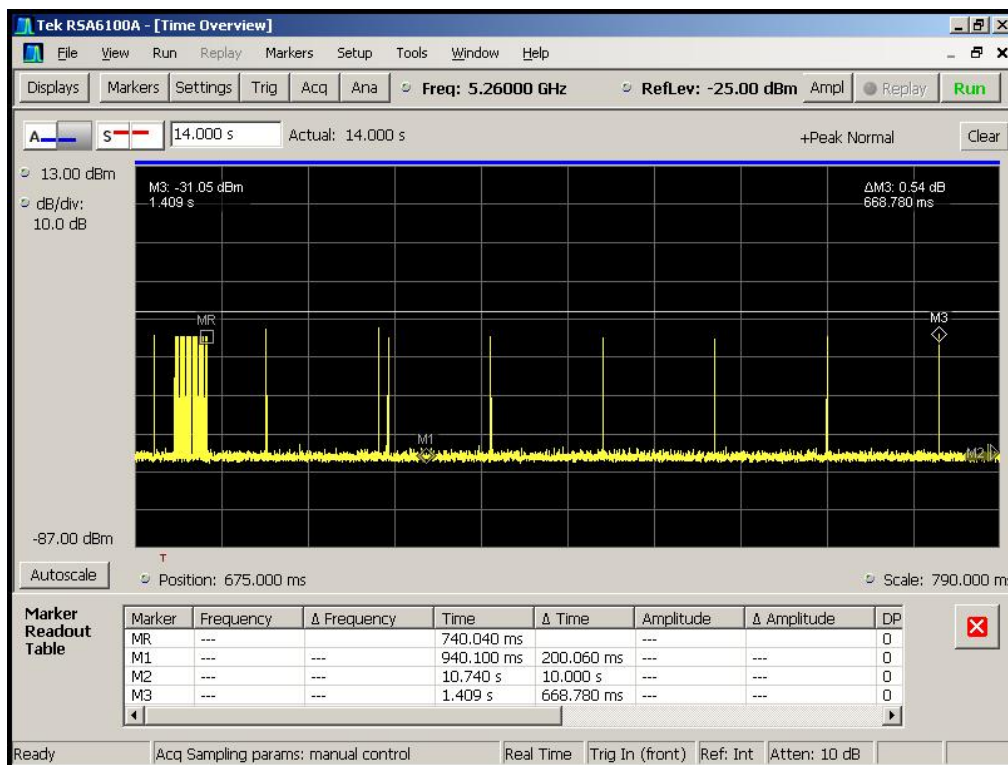 Tek RSA6100A - [Time Overview]
File View Run Replay Markers Setup Tools Window Help
Displays Markers Settings Trig Acq Ana Freq: 5.26000 GHz RefLev: -25.00 dBm Ampl Replay Run
A S 14.000 s Actual: 14.000 s +Peak Normal Clear
13.00 dBm
dB/div:
10.0 dB
M3: -31.05 dBm
1.409 s
ΔM3: 0.54 dB
668.780 ms
MR
M3
M1
M2
-87.00 dBm
T
Autoscale Position: 675.000 ms Scale: 790.000 m
Marker Readout Table
Marker Frequency Δ Frequency Time Δ Time Amplitude Δ Amplitude DP
MR --- 740.040 ms --- 0
M1 --- --- 940.100 ms 200.060 ms --- --- 0
M2 --- --- 10.740 s 10.000 s --- --- 0
M3 --- --- 1.409 s 668.780 ms --- --- 0
Ready Acq Sampling params: manual control Real Time Trig In (front) Ref: Int Atten: 10 dB